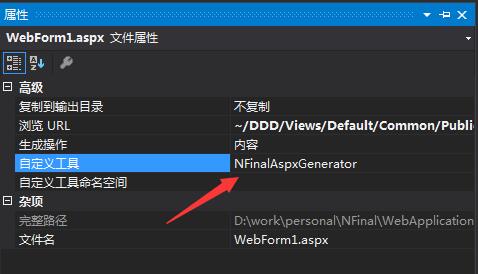 属性
WebForm1.aspx 文件属性
高级
复制到输出目录 不复制
浏览 URL ~/DDD/Views/Default/Common/Public
生成操作 内容
自定义工具 NFinalAspxGenerator
自定义工具命名空间
杂项
完整路径 D:\work\personal\NFinal\WebApplication
文件名 WebForm1.aspx